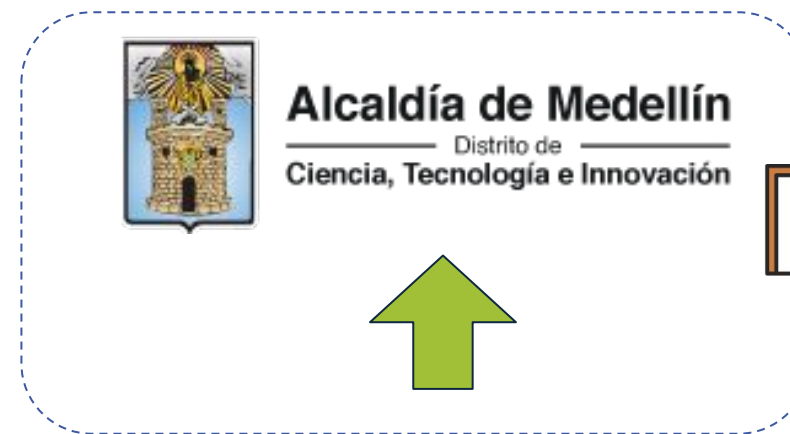 Alcaldía de Medellín
Distrito de
Ciencia, Tecnología e Innovación